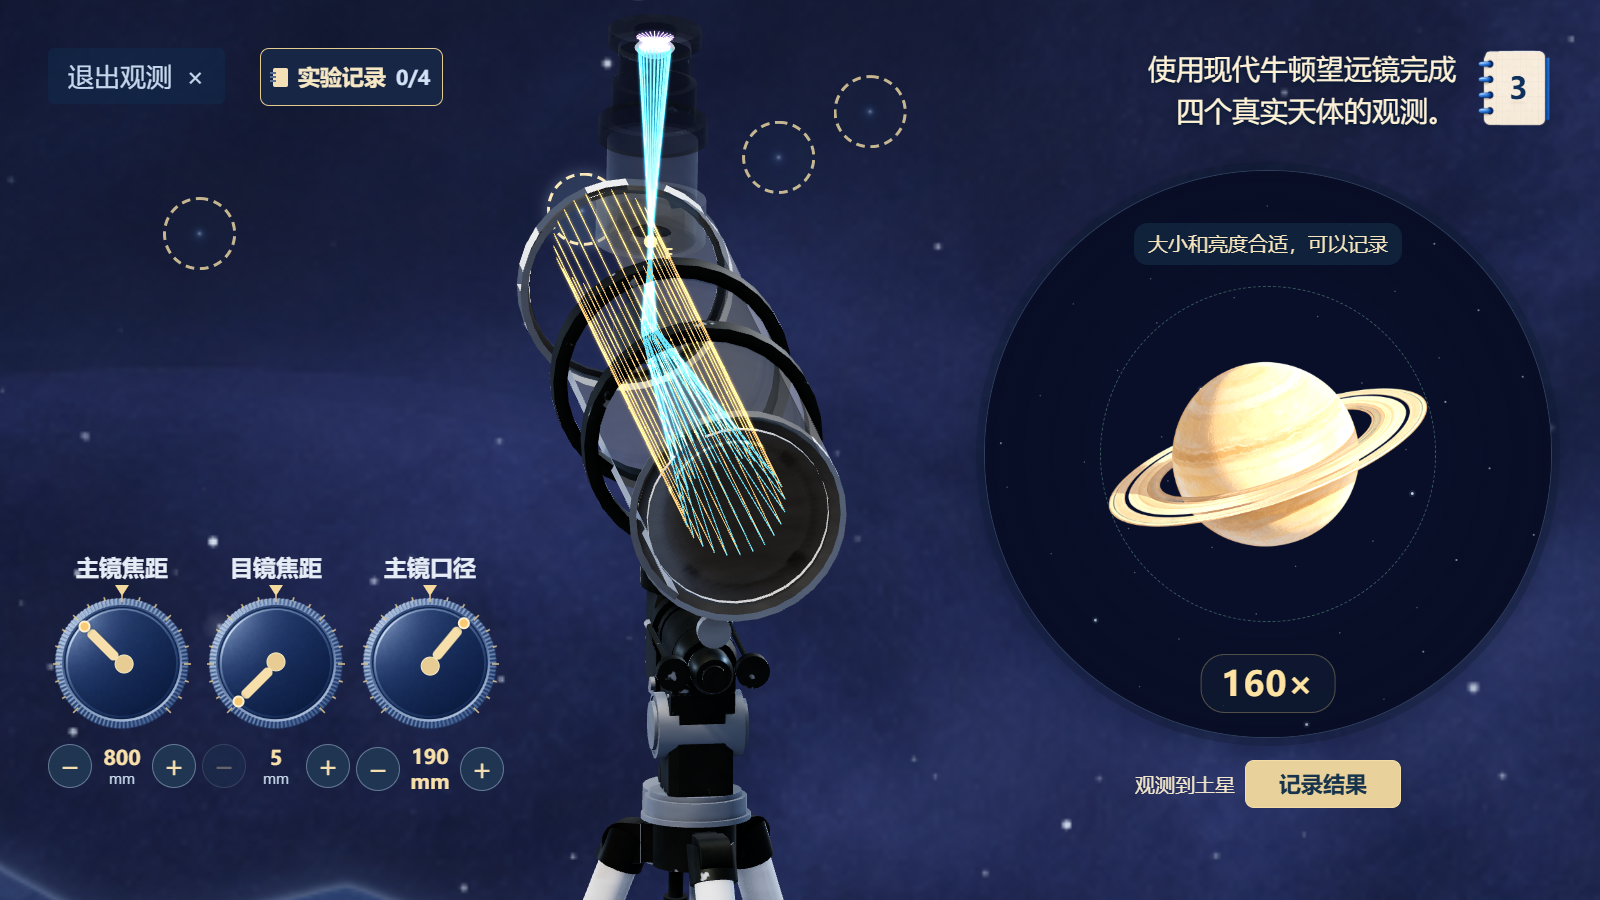 退出观测 ×
实验记录 0/4
使用现代牛顿望远镜完成
四个真实天体的观测。
3
大小和亮度合适，可以记录
主镜焦距
目镜焦距
主镜口径
− 800 mm +
− 5 mm +
− 190 mm +
160×
观测到土星
记录结果